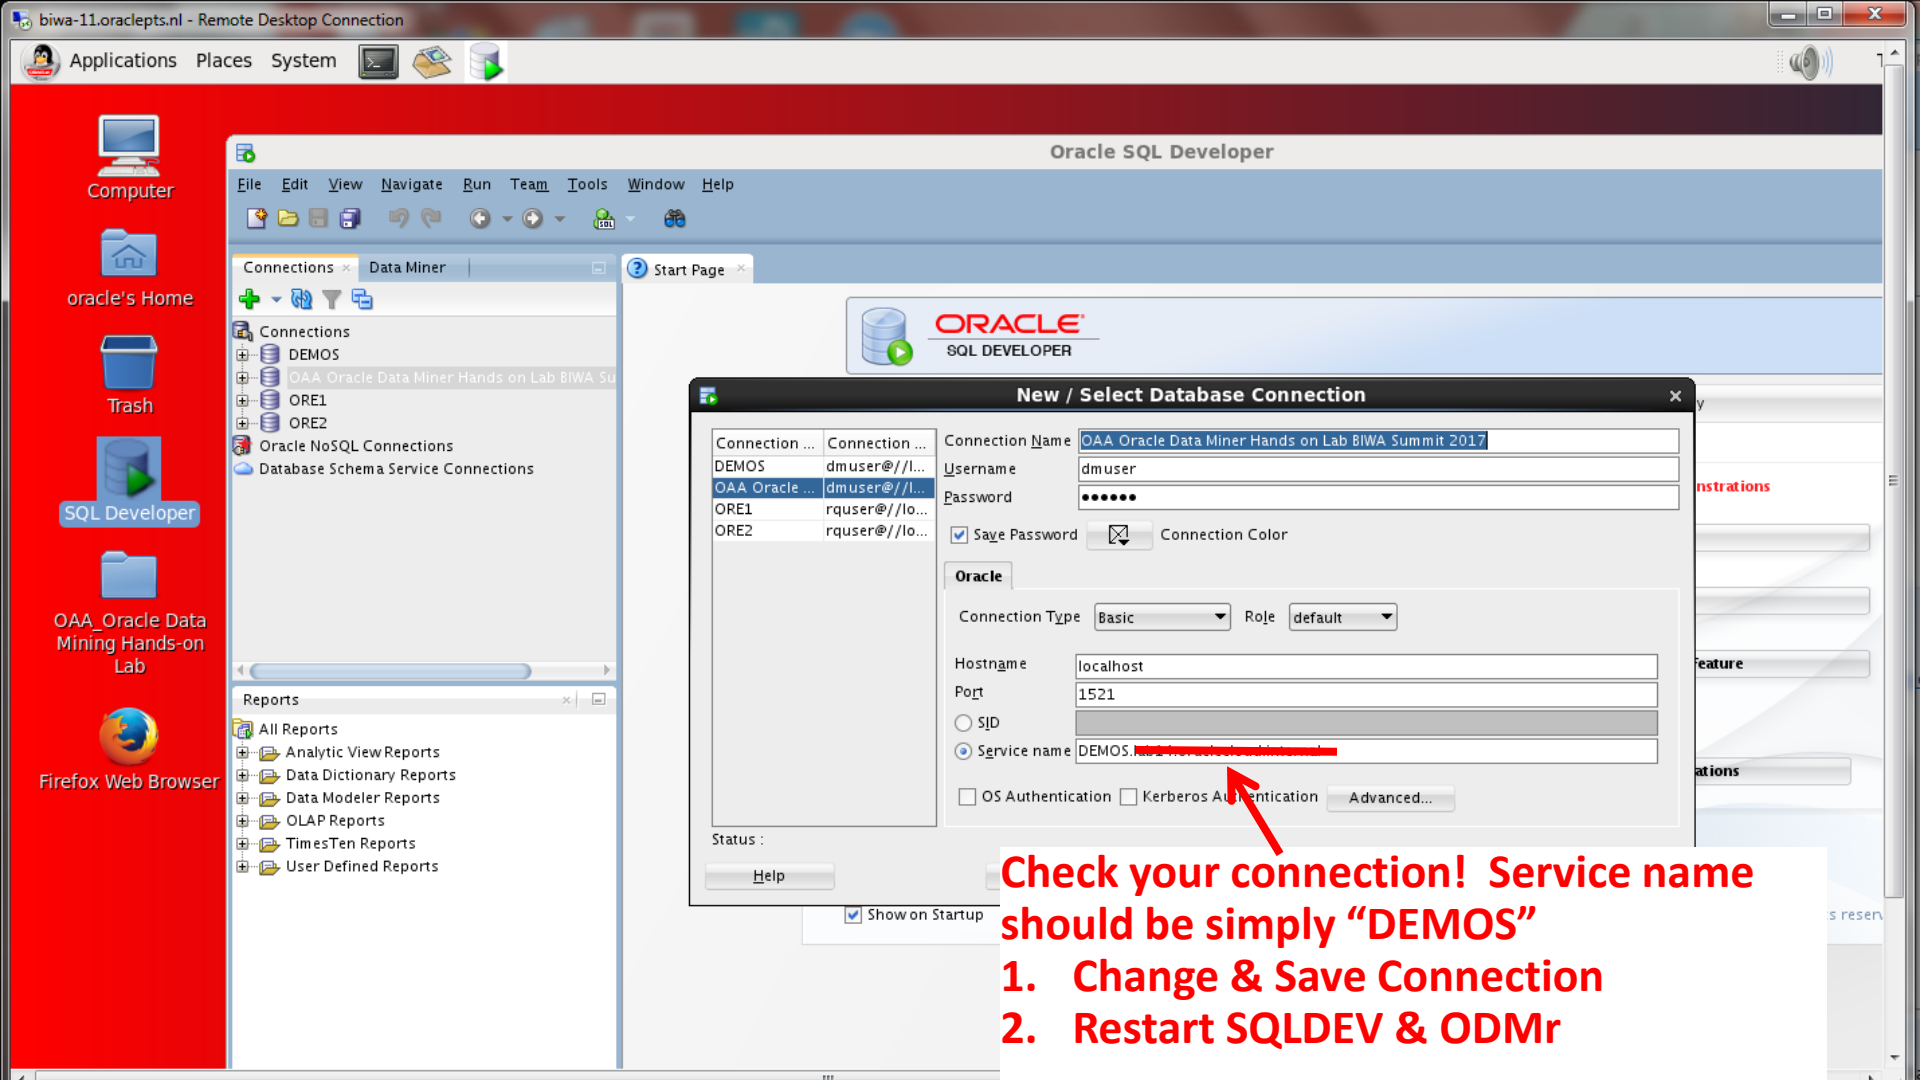 biwa-11.oraclepts.nl - Remote Desktop Connection
Applications Places System
Computer
oracle's Home
Trash
SQL Developer
OAA_Oracle Data
Mining Hands-on
Lab
Firefox Web Browser
Oracle SQL Developer
File Edit View Navigate Run Team Tools Window Help
Connections Data Miner
Connections
DEMOS
OAA Oracle Data Miner Hands on Lab BIWA Su
ORE1
ORE2
Oracle NoSQL Connections
Database Schema Service Connections
Reports
All Reports
Analytic View Reports
Data Dictionary Reports
Data Modeler Reports
OLAP Reports
TimesTen Reports
User Defined Reports
Start Page
ORACLE
SQL DEVELOPER
New / Select Database Connection
Connection ... Connection ...
DEMOS dmuser@//l...
OAA Oracle ... dmuser@//l...
ORE1 rquser@//lo...
ORE2 rquser@//lo...
Connection Name OAA Oracle Data Miner Hands on Lab BIWA Summit 2017
Username dmuser
Password
Save Password Connection Color
Oracle
Connection Type Basic Role default
Hostname localhost
Port 1521
SID
Service name DEMOS.
OS Authentication Kerberos Authentication Advanced...
Status :
Help
Show on Startup
y
nstrations
Feature
ations
s reserv
Check your connection! Service name
should be simply “DEMOS”
1. Change & Save Connection
2. Restart SQLDEV & ODMr